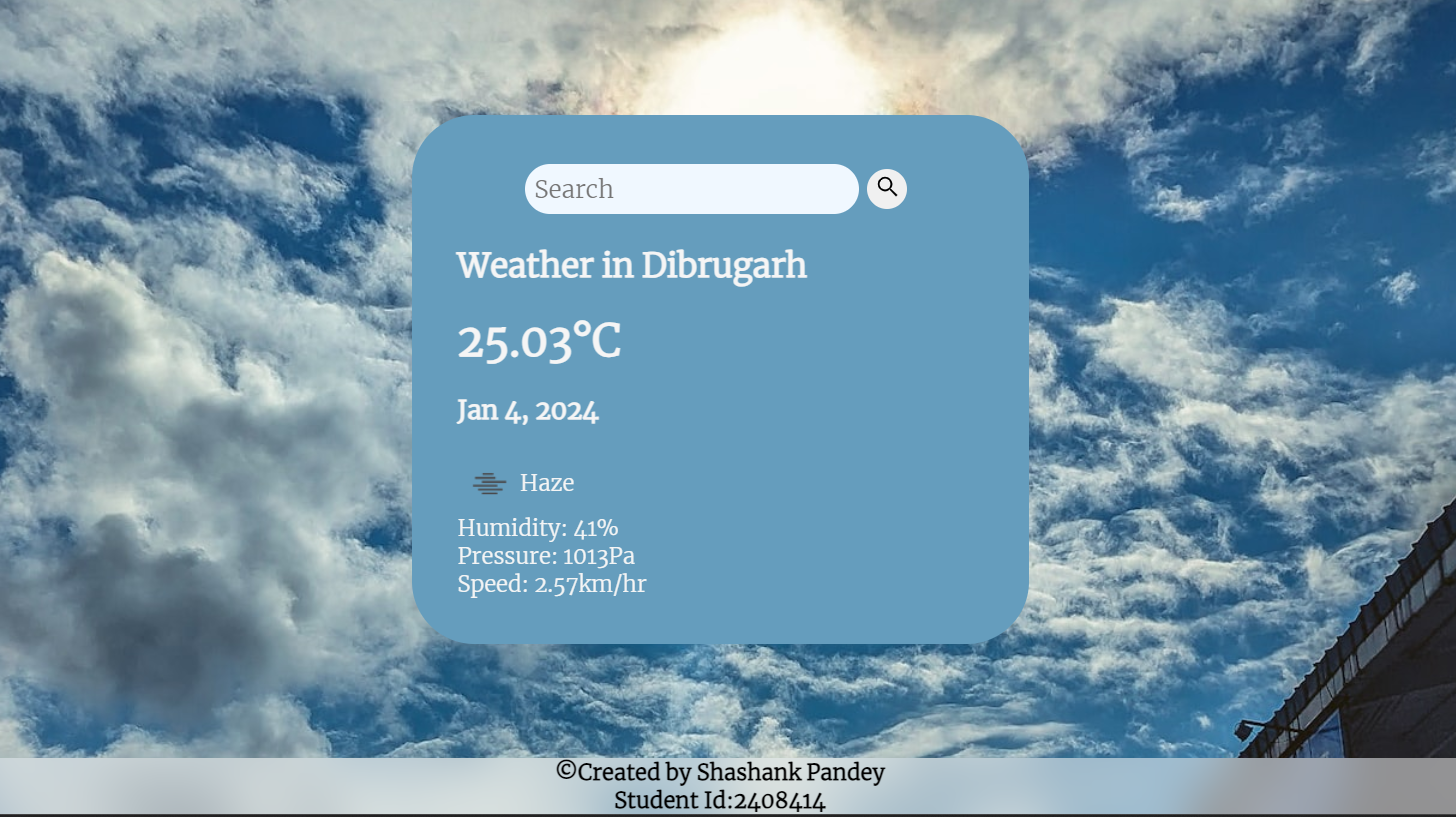 Search
Weather in Dibrugarh
25.03°C
Jan 4, 2024
Haze
Humidity: 41%
Pressure: 1013Pa
Speed: 2.57km/hr
©Created by Shashank Pandey
Student Id:2408414